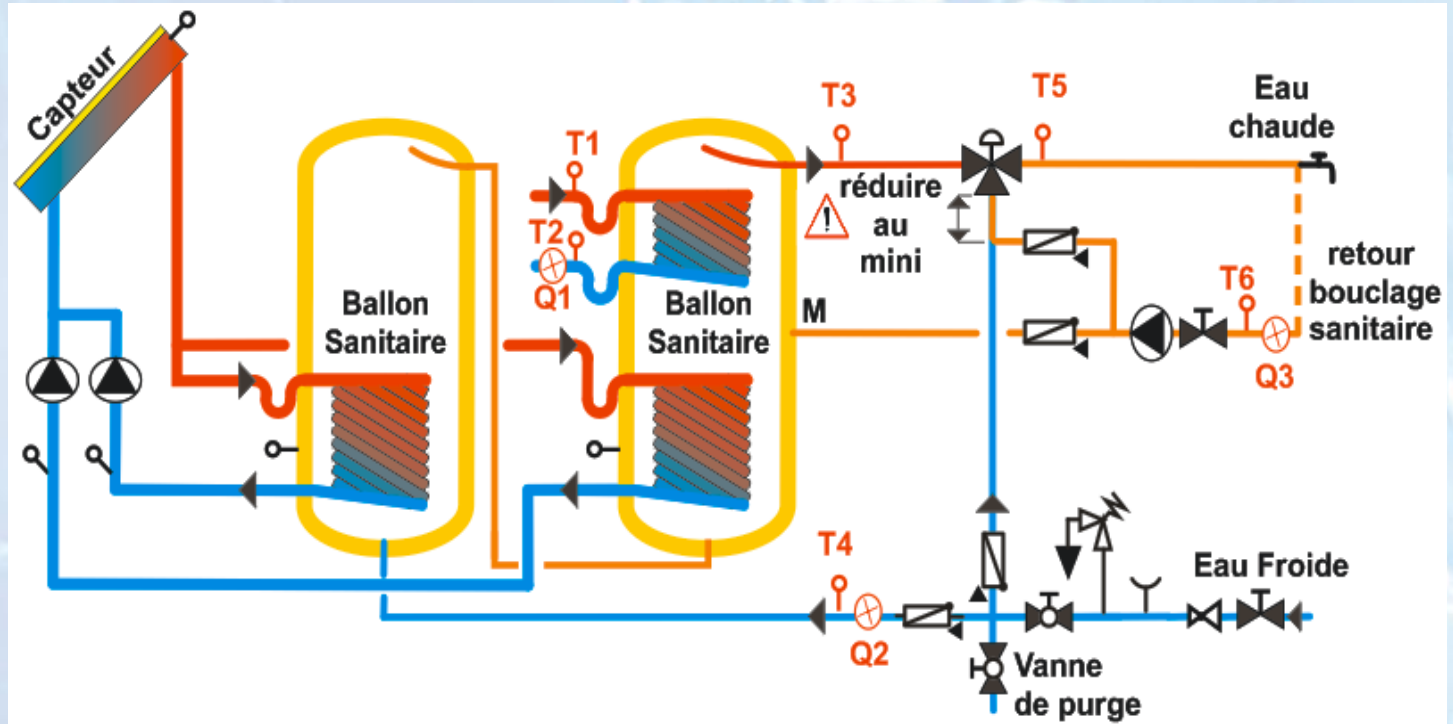 Capteur
T1
T2
Q1
T3
T5
Eau
chaude
réduire
au
mini
Ballon
Sanitaire
Ballon
Sanitaire
M
T6
retour
bouclage
sanitaire
Q3
T4
Q2
Eau Froide
Vanne
de purge
!